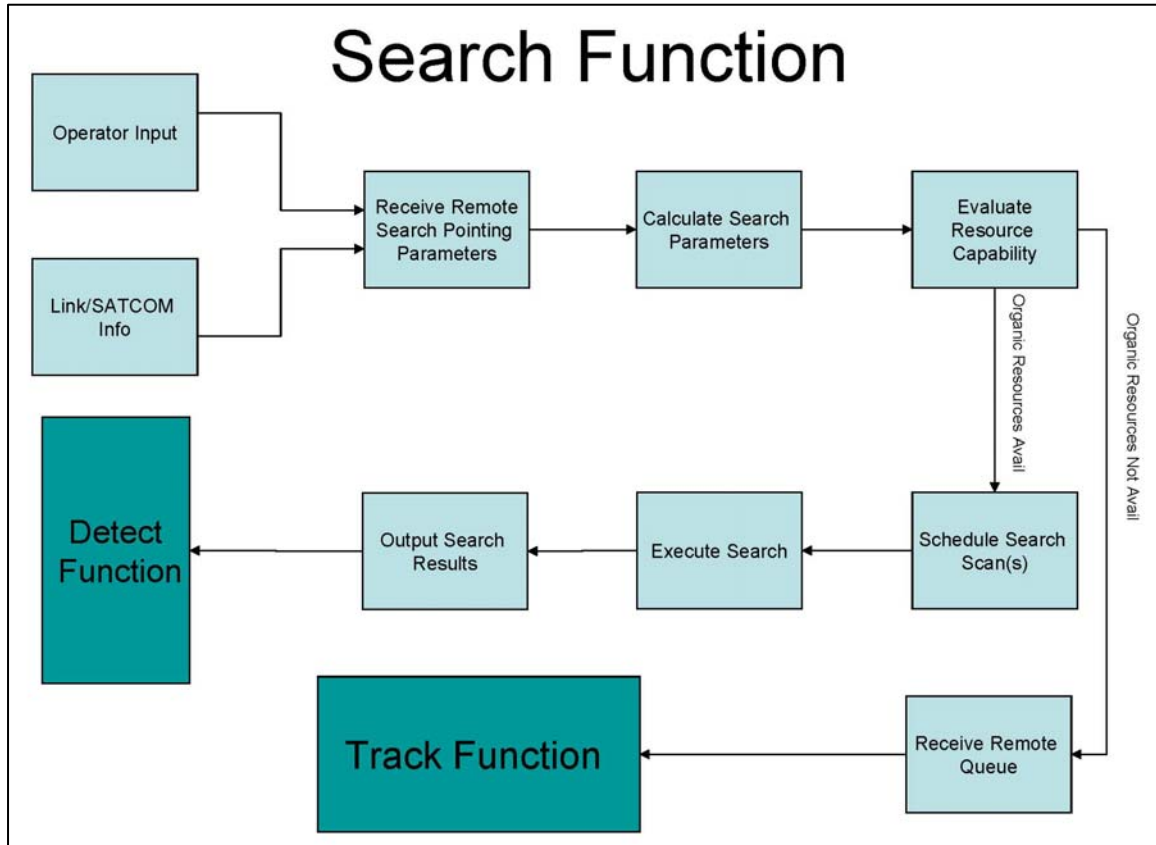 Search Function
Operator Input
Receive Remote
Search Pointing
Parameters
Calculate Search
Parameters
Evaluate
Resource
Capability
Link/SATCOM
Info
Organic Resources Avail
Organic Resources Not Avail
Detect
Function
Output Search
Results
Execute Search
Schedule Search
Scan(s)
Track Function
Receive Remote
Queue